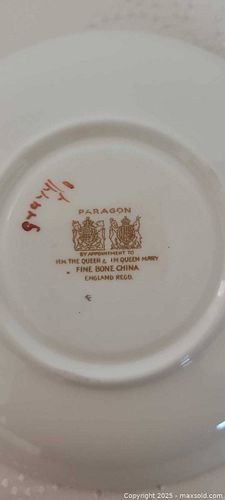 PARAGON
BY APPOINTMENT TO
H.M. THE QUEEN & H.M QUEEN MARY
FINE BONE CHINA
ENGLAND REGD.
Copyright 2025 - maxsold.com